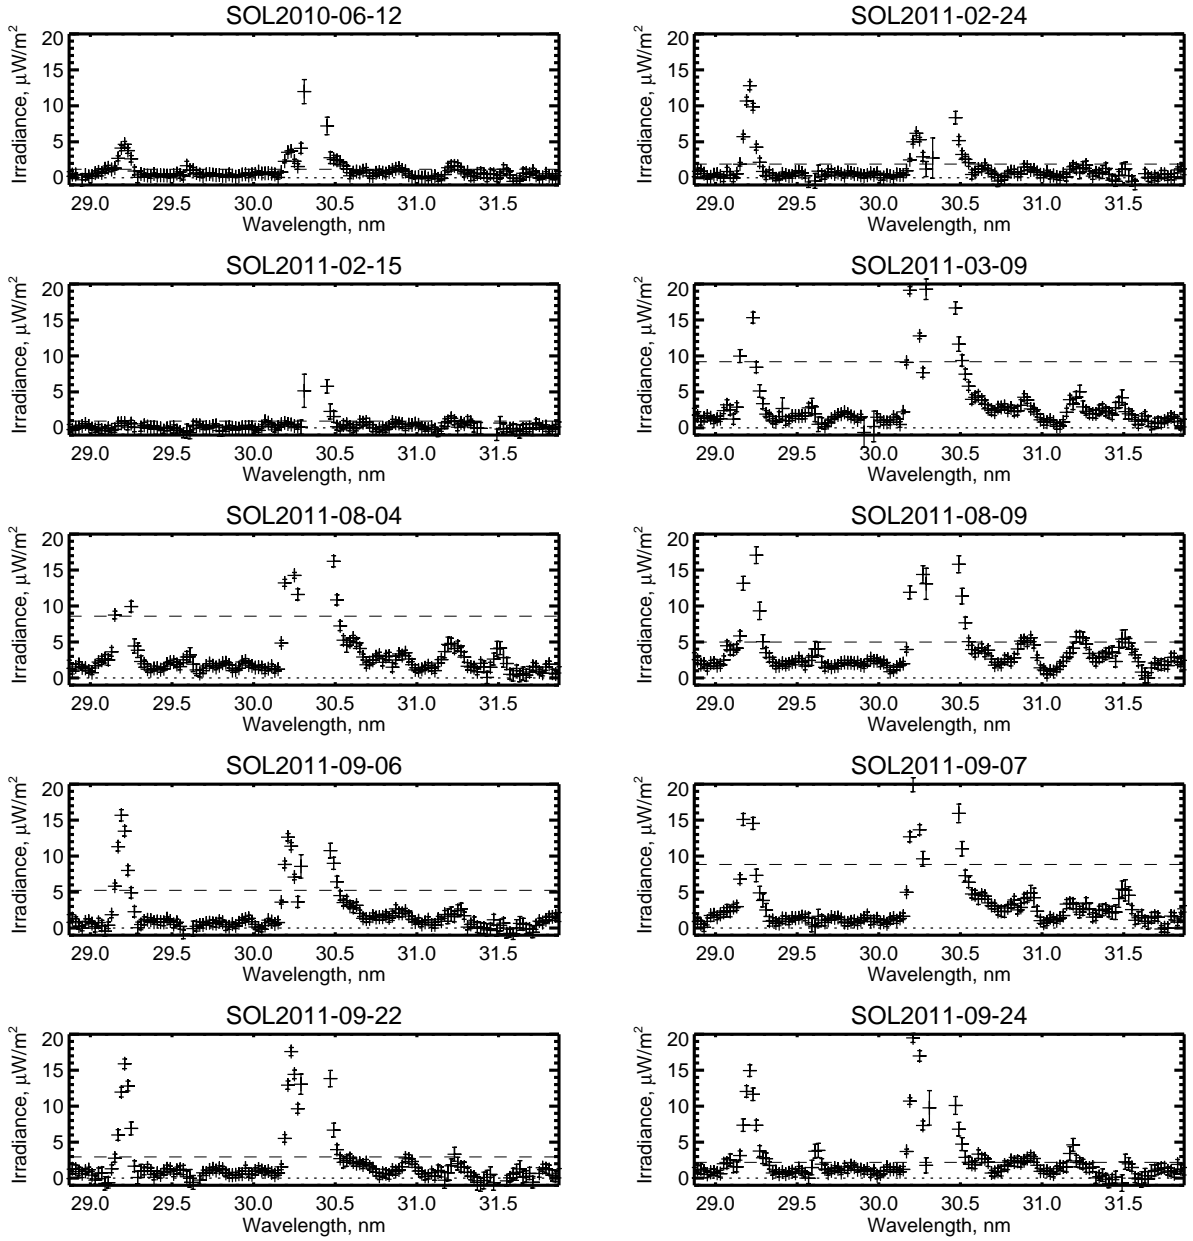 SOL2010-06-12
20
15
10
5
0
Irradiance, μW/m²
29.0 29.5 30.0 30.5 31.0 31.5
Wavelength, nm
SOL2011-02-24
20
15
10
5
0
Irradiance, μW/m²
29.0 29.5 30.0 30.5 31.0 31.5
Wavelength, nm
SOL2011-02-15
20
15
10
5
0
Irradiance, μW/m²
29.0 29.5 30.0 30.5 31.0 31.5
Wavelength, nm
SOL2011-03-09
20
15
10
5
0
Irradiance, μW/m²
29.0 29.5 30.0 30.5 31.0 31.5
Wavelength, nm
SOL2011-08-04
20
15
10
5
0
Irradiance, μW/m²
29.0 29.5 30.0 30.5 31.0 31.5
Wavelength, nm
SOL2011-08-09
20
15
10
5
0
Irradiance, μW/m²
29.0 29.5 30.0 30.5 31.0 31.5
Wavelength, nm
SOL2011-09-06
20
15
10
5
0
Irradiance, μW/m²
29.0 29.5 30.0 30.5 31.0 31.5
Wavelength, nm
SOL2011-09-07
20
15
10
5
0
Irradiance, μW/m²
29.0 29.5 30.0 30.5 31.0 31.5
Wavelength, nm
SOL2011-09-22
20
15
10
5
0
Irradiance, μW/m²
29.0 29.5 30.0 30.5 31.0 31.5
Wavelength, nm
SOL2011-09-24
20
15
10
5
0
Irradiance, μW/m²
29.0 29.5 30.0 30.5 31.0 31.5
Wavelength, nm